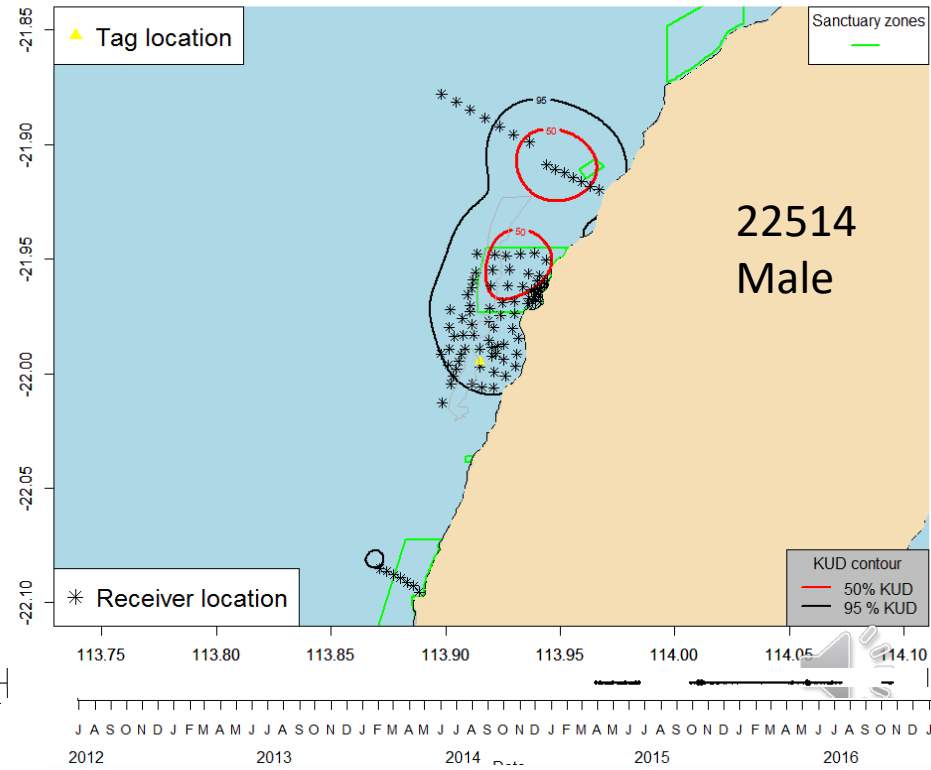 Tag location
Sanctuary zones
95
50
22514
Male
50
KUD contour
50% KUD
95 % KUD
Receiver location
-21.85
-21.90
-21.95
-22.00
-22.05
-22.10
113.75 113.80 113.85 113.90 113.95 114.00 114.05 114.10
J A S O N D J F M A M J J A S O N D J F M A M J J A S O N D J F M A M J J A S O N D J F M A M J J A S O N D J
2012 2013 2014 2015 2016